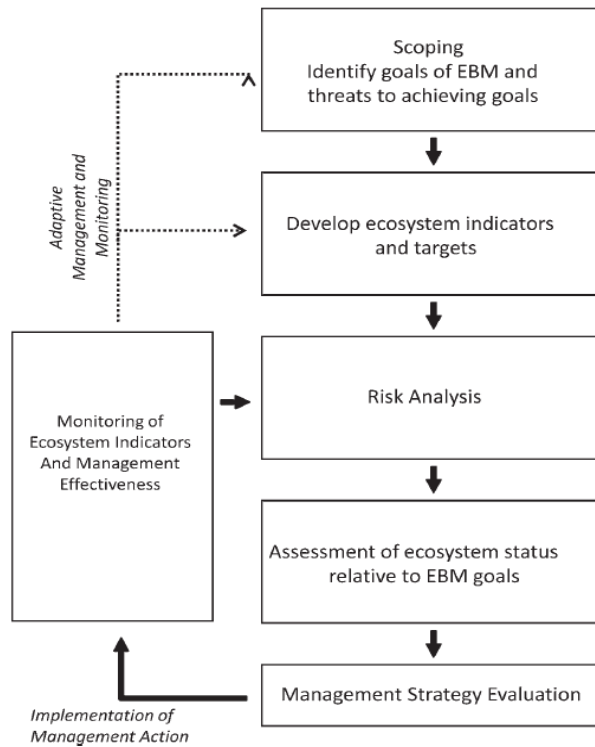 Scoping
Identify goals of EBM and
threats to achieving goals
Adaptive
Management and
Monitoring
Develop ecosystem indicators
and targets
Risk Analysis
Monitoring of
Ecosystem Indicators
And Management
Effectiveness
Assessment of ecosystem status
relative to EBM goals
Management Strategy Evaluation
Implementation of
Management Action